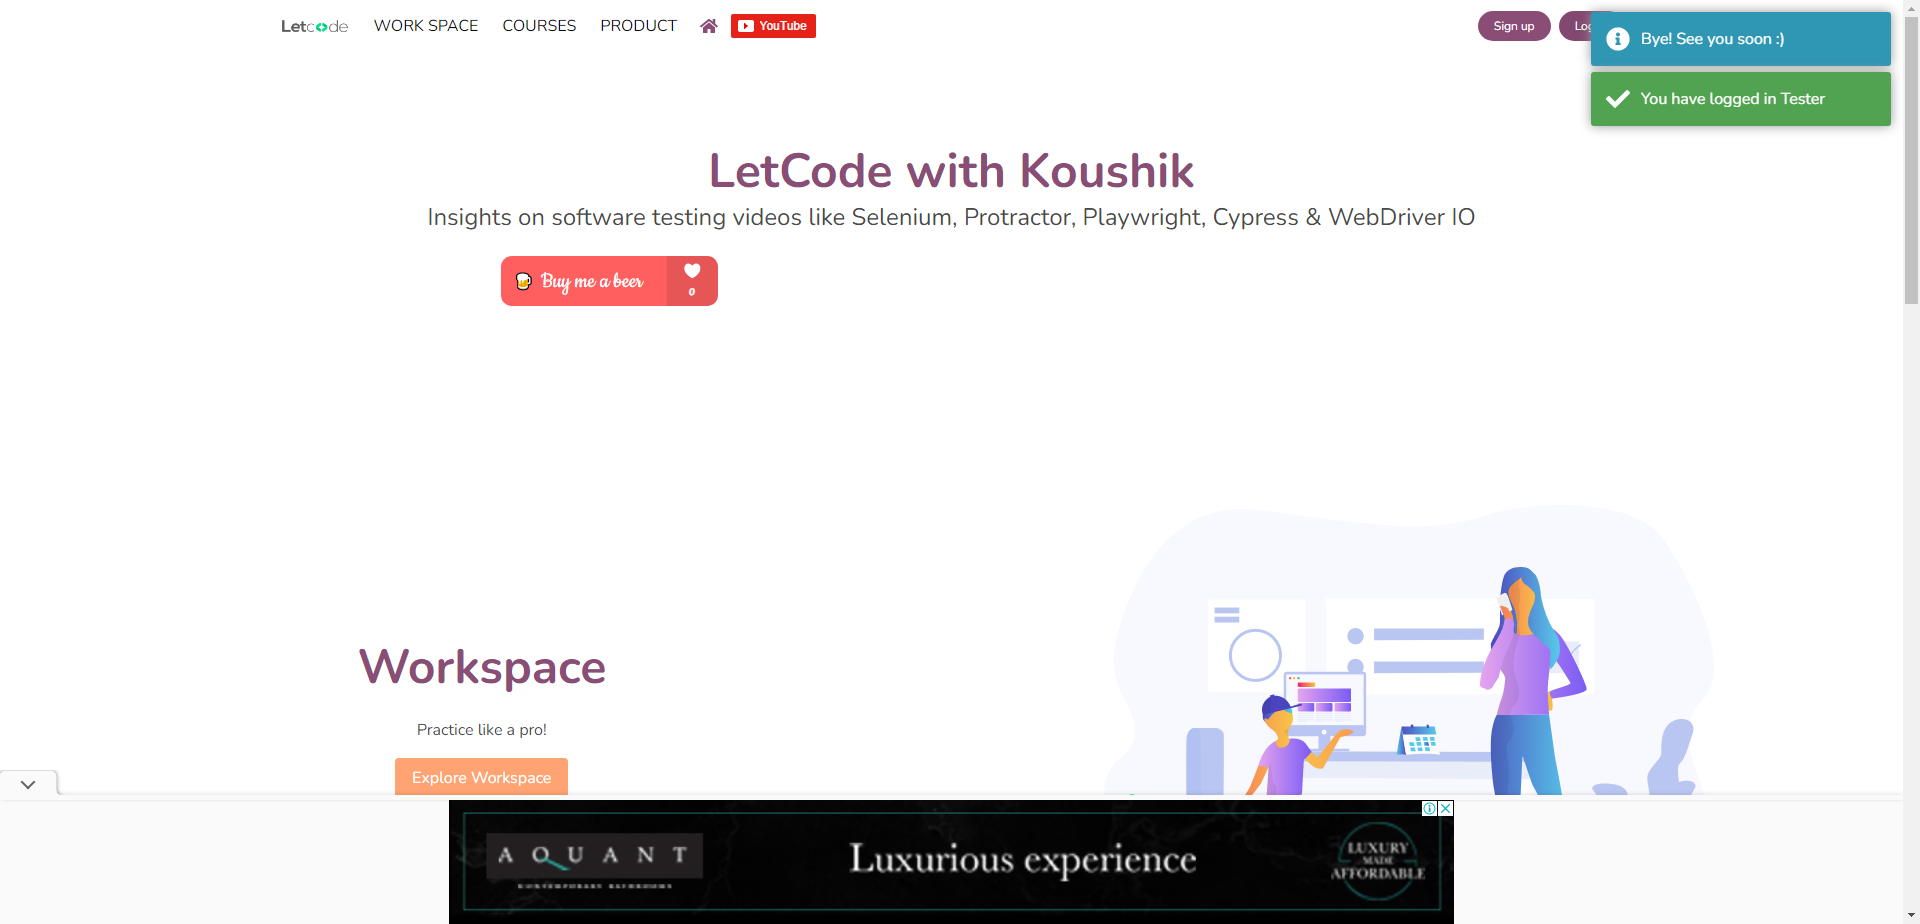 Letcode WORK SPACE COURSES PRODUCT YouTube Sign up Log
Bye! See you soon :)
You have logged in Tester
LetCode with Koushik
Insights on software testing videos like Selenium, Protractor, Playwright, Cypress & WebDriver IO
Buy me a beer 0
Workspace
Practice like a pro!
Explore Workspace
AQUANT
CONTEMPORARY BATHROOMS
Luxurious experience
LUXURY
MADE
AFFORDABLE